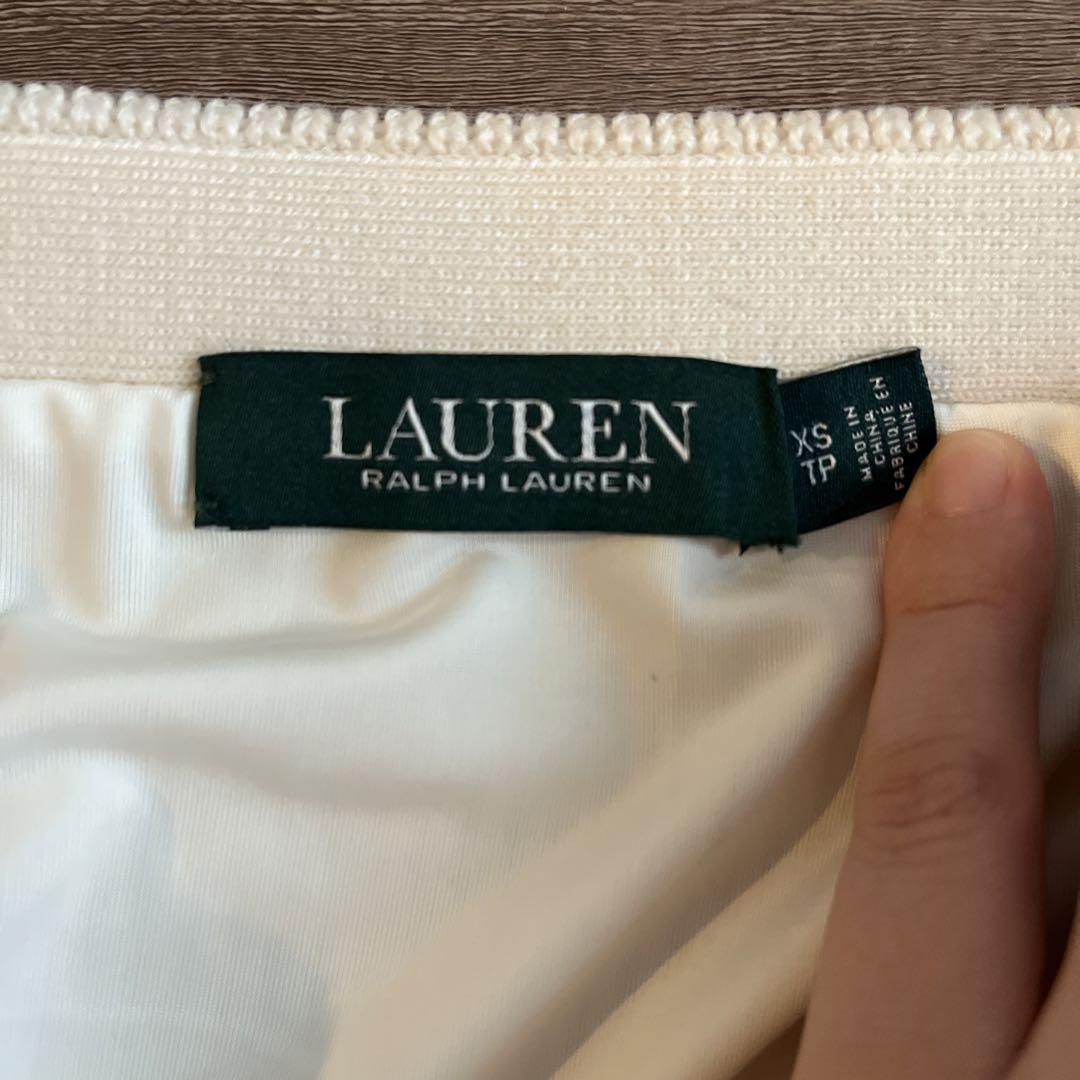 LAUREN
RALPH LAUREN
XS
TP
MADE IN
CHINA
FABRIQUÉ EN
CHINE